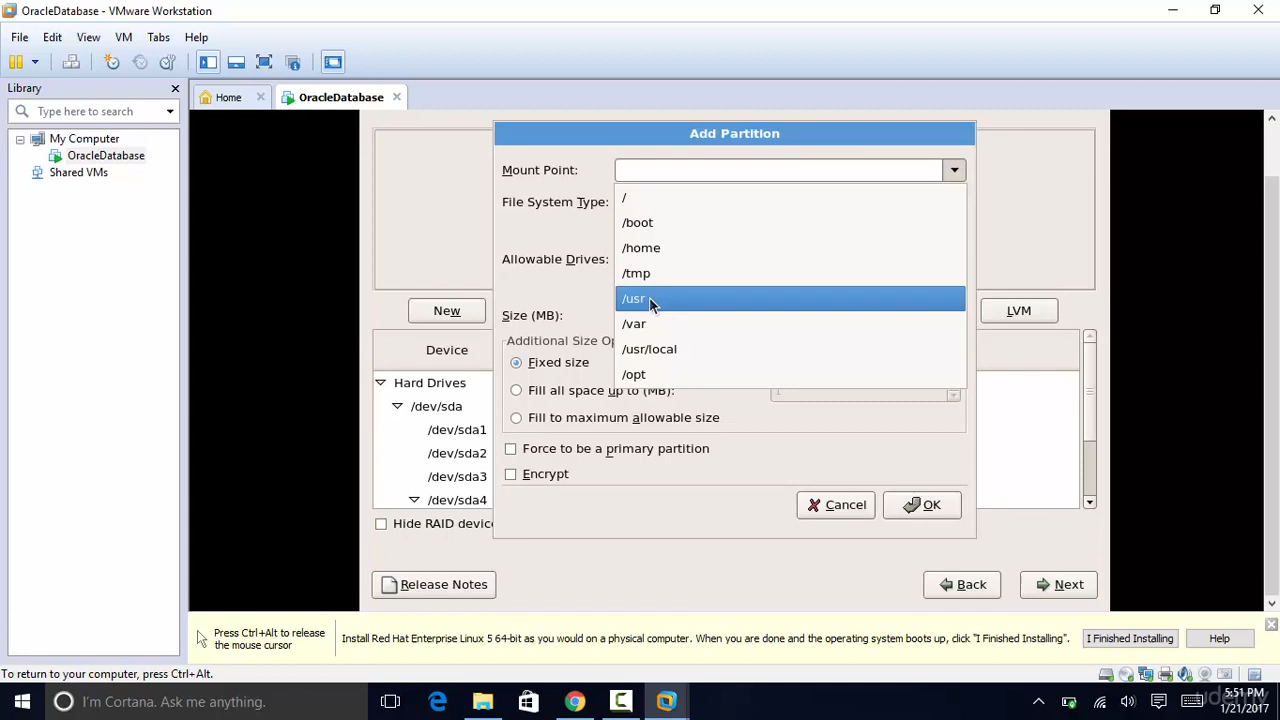 OracleDatabase - VMware Workstation
File Edit View VM Tabs Help
Library
Type here to search
My Computer
OracleDatabase
Shared VMs
Home
OracleDatabase
Add Partition
Mount Point:
/
/boot
/home
/tmp
/usr
/var
/usr/local
/opt
File System Type:
Allowable Drives:
Size (MB):
Additional Size Op
Fixed size
Fill all space up to (MB):
1
Fill to maximum allowable size
Force to be a primary partition
Encrypt
Cancel
OK
New
LVM
Device
Hard Drives
/dev/sda
/dev/sda1
/dev/sda2
/dev/sda3
/dev/sda4
Hide RAID device
Release Notes
Back
Next
Press Ctrl+Alt to release
the mouse cursor
Install Red Hat Enterprise Linux 5 64-bit as you would on a physical computer. When you are done and the operating system boots up, click "I Finished Installing".
I Finished Installing
Help
To return to your computer, press Ctrl+Alt.
I'm Cortana. Ask me anything.
5:51 PM
1/21/2017
udemy